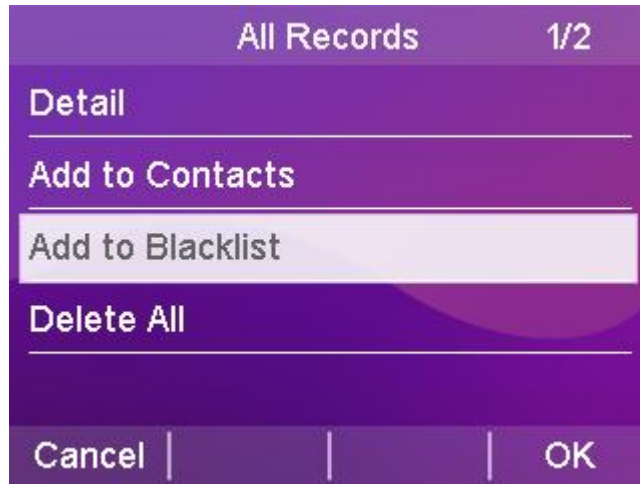 All Records 1/2
Detail
Add to Contacts
Add to Blacklist
Delete All
Cancel OK